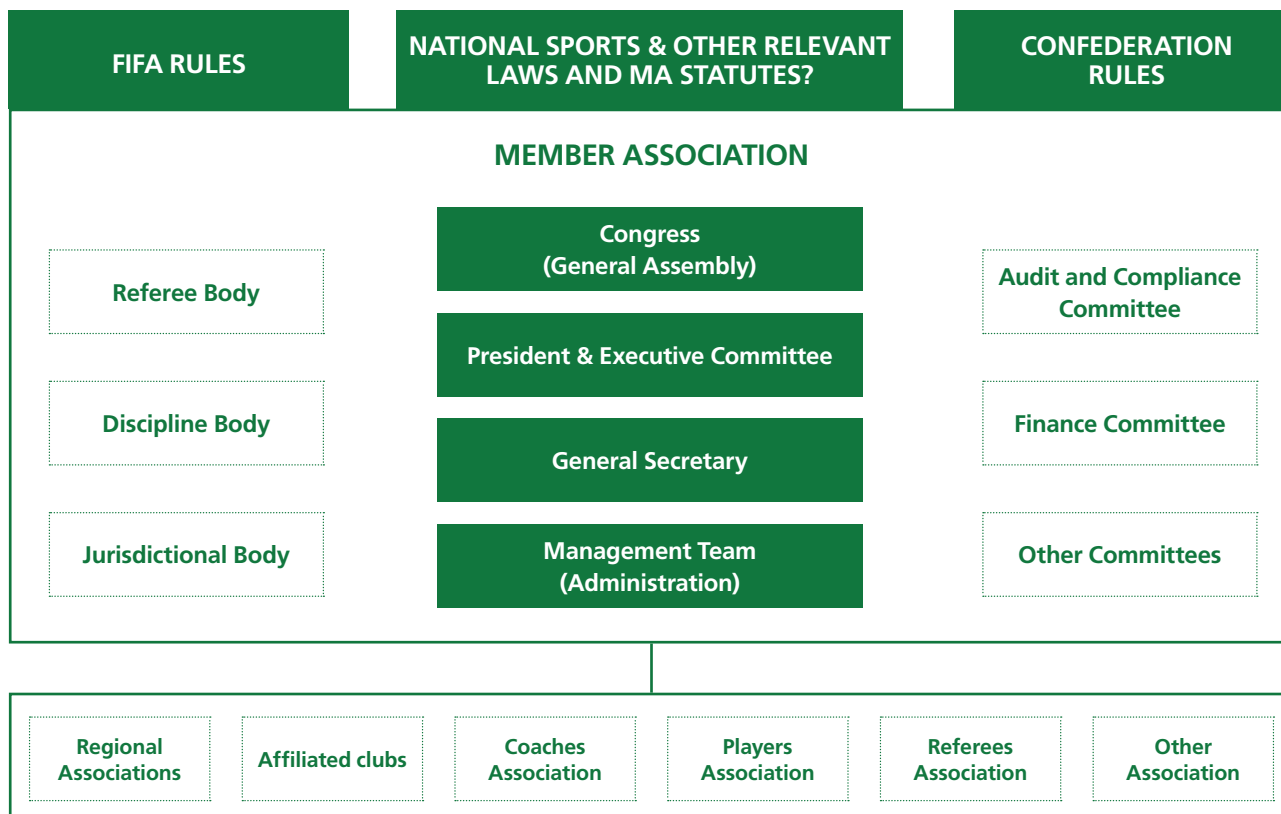 FIFA RULES
NATIONAL SPORTS & OTHER RELEVANT
LAWS AND MA STATUTES?
CONFEDERATION
RULES
MEMBER ASSOCIATION
Referee Body
Discipline Body
Jurisdictional Body
Congress
(General Assembly)
President & Executive Committee
General Secretary
Management Team
(Administration)
Audit and Compliance
Committee
Finance Committee
Other Committees
Regional
Associations
Affiliated clubs
Coaches
Association
Players
Association
Referees
Association
Other
Association